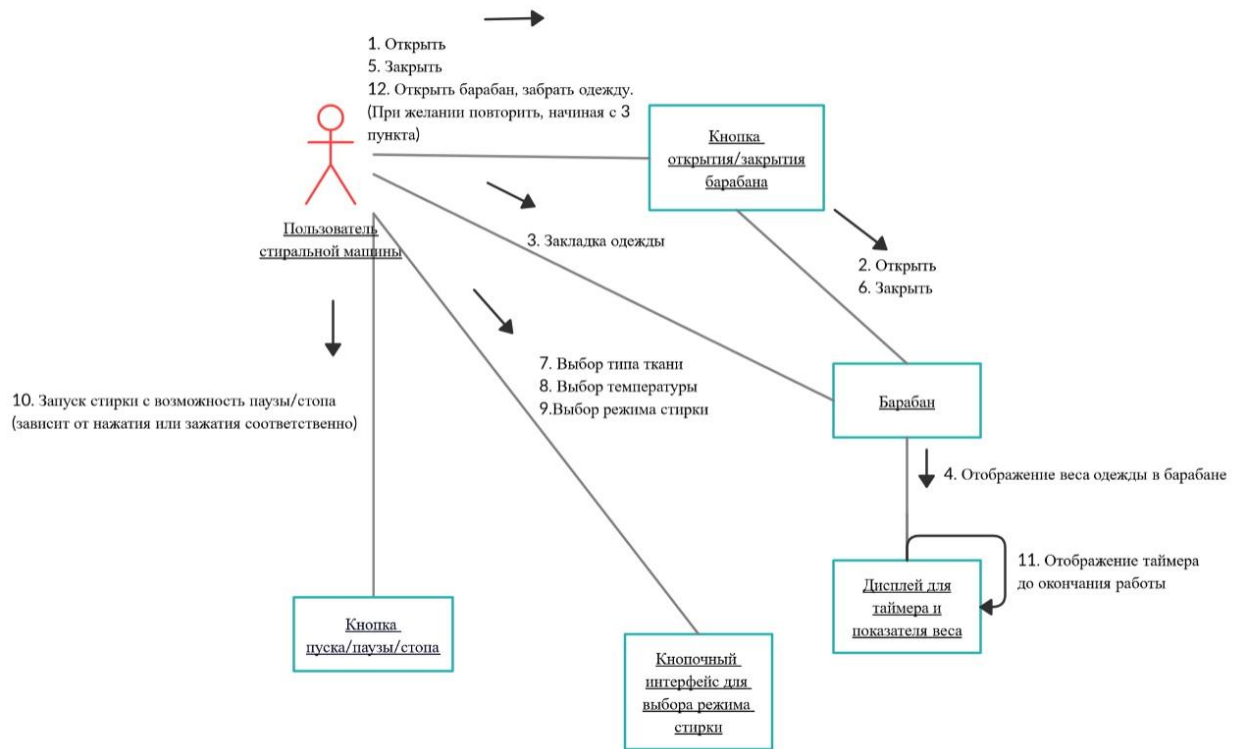 1. Открыть
5. Закрыть
12. Открыть барабан, забрать одежду.
(При желании повторить, начиная с 3
пункта)
Кнопка
открытия/закрытия
барабана
Пользователь
стиральной машины
3. Закладка одежды
2. Открыть
6. Закрыть
7. Выбор типа ткани
8. Выбор температуры
9.Выбор режима стирки
10. Запуск стирки с возможность паузы/стопа
(зависит от нажатия или зажатия соответственно)
Барабан
4. Отображение веса одежды в барабане
11. Отображение таймера
до окончания работы
Дисплей для
таймера и
показателя веса
Кнопка
пуска/паузы/стопа
Кнопочный
интерфейс для
выбора режима
стирки